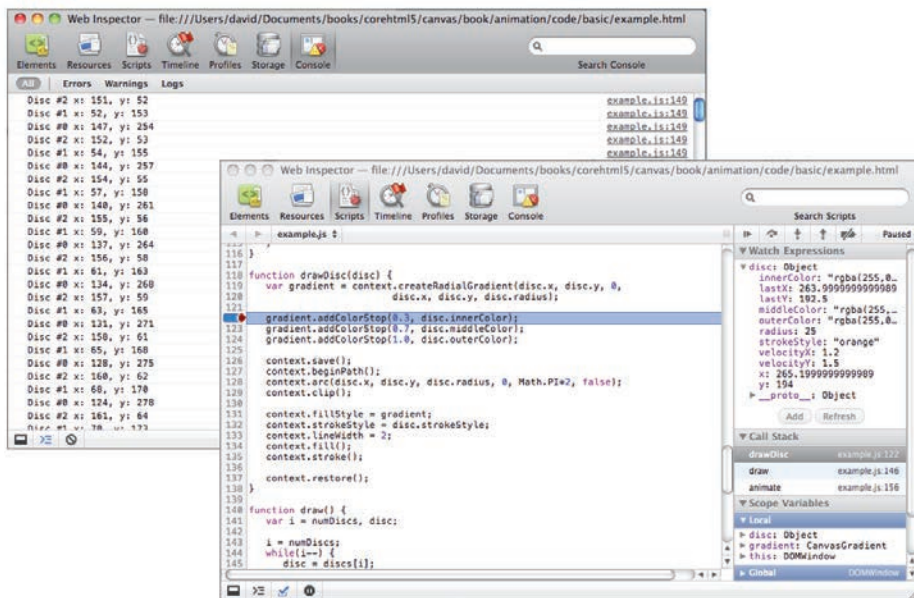 Web Inspector — file:///Users/david/Documents/books/corehtml5/canvas/book/animation/code/basic/example.html
Elements Resources Scripts Timeline Profiles Storage Console
Search Console
All Errors Warnings Logs
Disc #2 x: 151, y: 52 example.js:149
Disc #1 x: 52, y: 153 example.js:149
Disc #0 x: 147, y: 254 example.js:149
Disc #2 x: 152, y: 53 example.js:149
Disc #1 x: 54, y: 155 example.js:149
Disc #0 x: 144, y: 257
Disc #2 x: 154, y: 55
Disc #1 x: 57, y: 158
Disc #0 x: 140, y: 261
Disc #2 x: 155, y: 56
Disc #1 x: 59, y: 160
Disc #0 x: 137, y: 264
Disc #2 x: 156, y: 58
Disc #1 x: 61, y: 163
Disc #0 x: 134, y: 268
Disc #2 x: 157, y: 59
Disc #1 x: 63, y: 165
Disc #0 x: 131, y: 271
Disc #2 x: 158, y: 61
Disc #1 x: 65, y: 168
Disc #0 x: 128, y: 275
Disc #2 x: 160, y: 62
Disc #1 x: 68, y: 170
Disc #0 x: 124, y: 278
Disc #2 x: 161, y: 64
Disc #1 x: 70, y: 173
Web Inspector — file:///Users/david/Documents/books/corehtml5/canvas/book/animation/code/basic/example.html
Elements Resources Scripts Timeline Profiles Storage Console
Search Scripts
example.js
Paused
116 }
117
118 function drawDisc(disc) {
119 var gradient = context.createRadialGradient(disc.x, disc.y, 0,
120 disc.x, disc.y, disc.radius);
121
gradient.addColorStop(0.3, disc.innerColor);
123 gradient.addColorStop(0.7, disc.middleColor);
124 gradient.addColorStop(1.0, disc.outerColor);
125
126 context.save();
127 context.beginPath();
128 context.arc(disc.x, disc.y, disc.radius, 0, Math.PI*2, false);
129 context.clip();
130
131 context.fillStyle = gradient;
132 context.strokeStyle = disc.strokeStyle;
133 context.lineWidth = 2;
134 context.fill();
135 context.stroke();
136
137 context.restore();
138 }
139
140 function draw() {
141 var i = numDiscs, disc;
142
143 i = numDiscs;
144 while(i--) {
145 disc = discs[i];
Watch Expressions
disc: Object
innerColor: "rgba(255,0…
lastX: 263.9999999999989
lastY: 192.5
middleColor: "rgba(255,…
outerColor: "rgba(255,0…
radius: 25
strokeStyle: "orange"
velocityX: 1.2
velocityY: 1.5
x: 265.1999999999989
y: 194
__proto__: Object
Add Refresh
Call Stack
drawDisc example.js:122
draw example.js:146
animate example.js:156
Scope Variables
Local
disc: Object
gradient: CanvasGradient
this: DOMWindow
Global DOMWindow